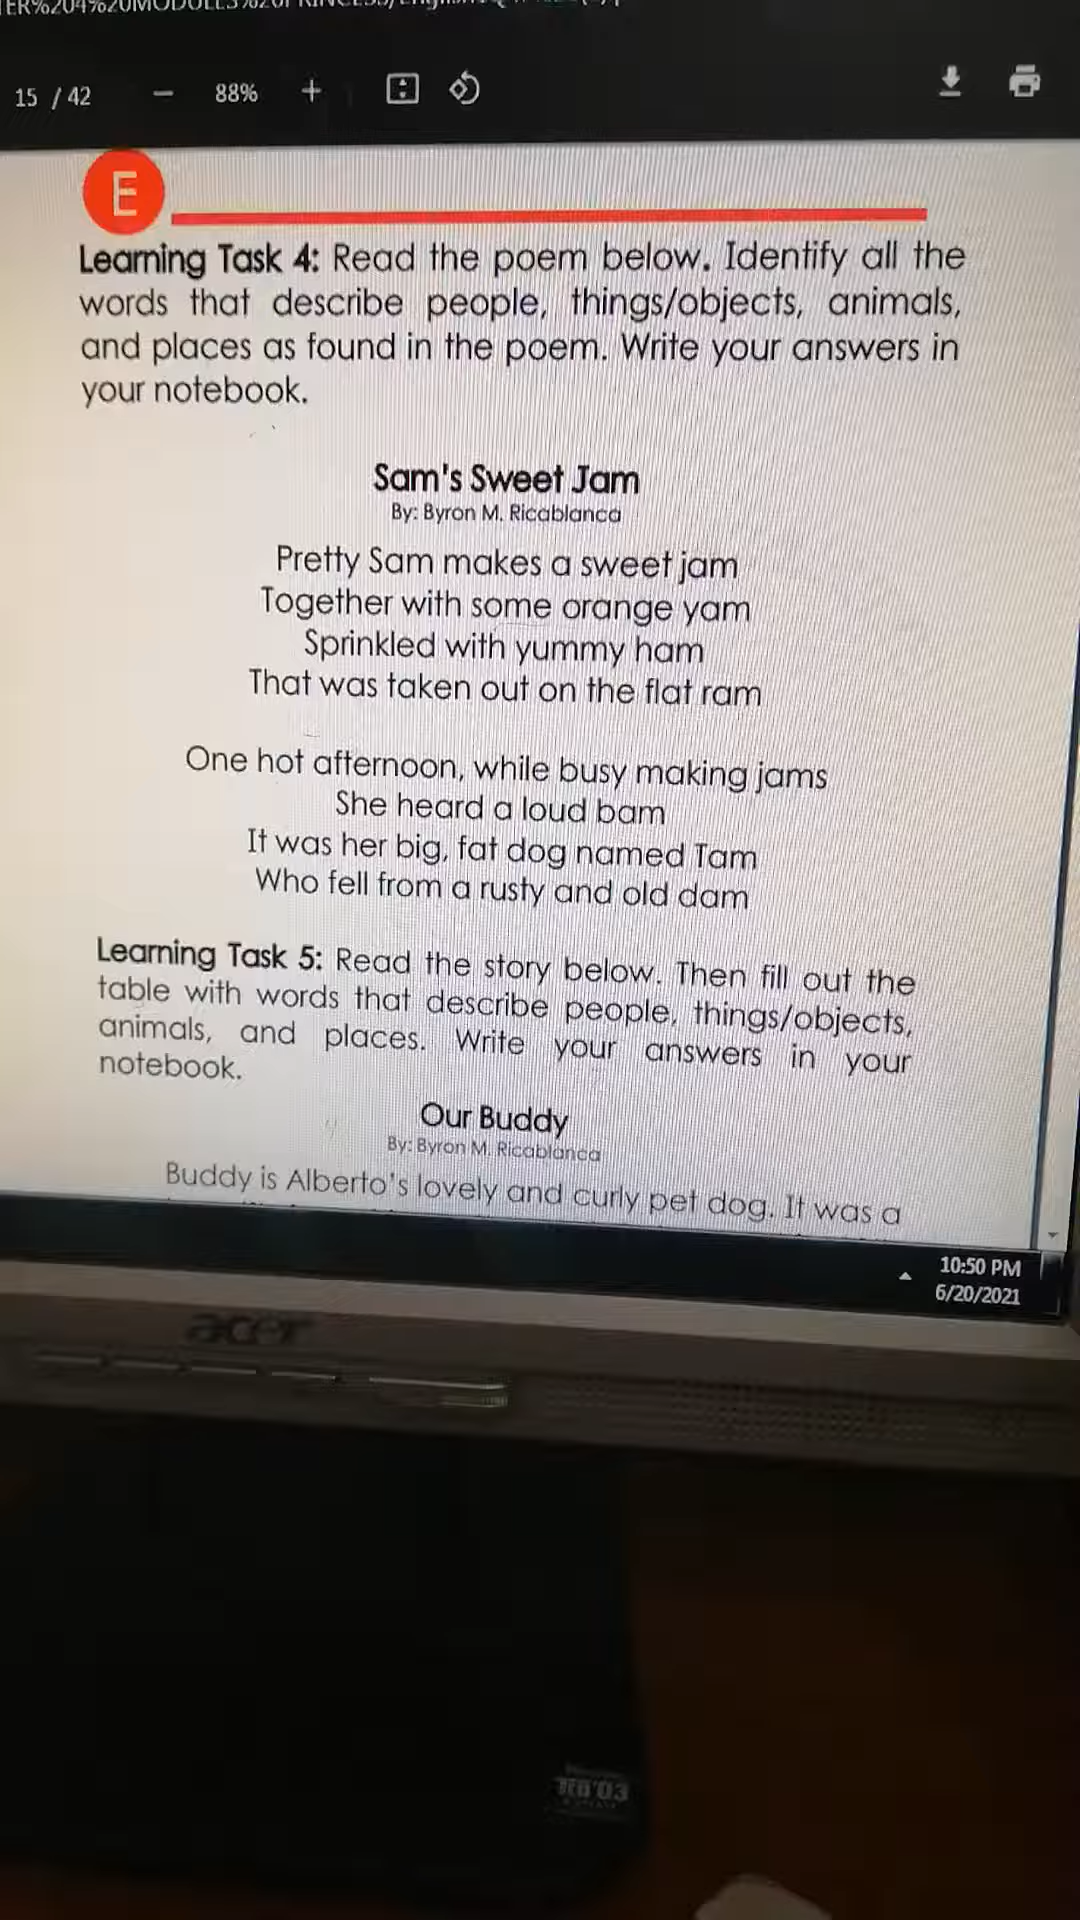 15 / 42 − 88% +
E
Learning Task 4: Read the poem below. Identify all the
words that describe people, things/objects, animals,
and places as found in the poem. Write your answers in
your notebook.
Sam's Sweet Jam
By: Byron M. Ricablanca
Pretty Sam makes a sweet jam
Together with some orange yam
Sprinkled with yummy ham
That was taken out on the flat ram
One hot afternoon, while busy making jams
She heard a loud bam
It was her big, fat dog named Tam
Who fell from a rusty and old dam
Learning Task 5: Read the story below. Then fill out the
table with words that describe people, things/objects,
animals, and places. Write your answers in your
notebook.
Our Buddy
By: Byron M. Ricablanca
Buddy is Alberto's lovely and curly pet dog. It was a
10:50 PM
6/20/2021
acer